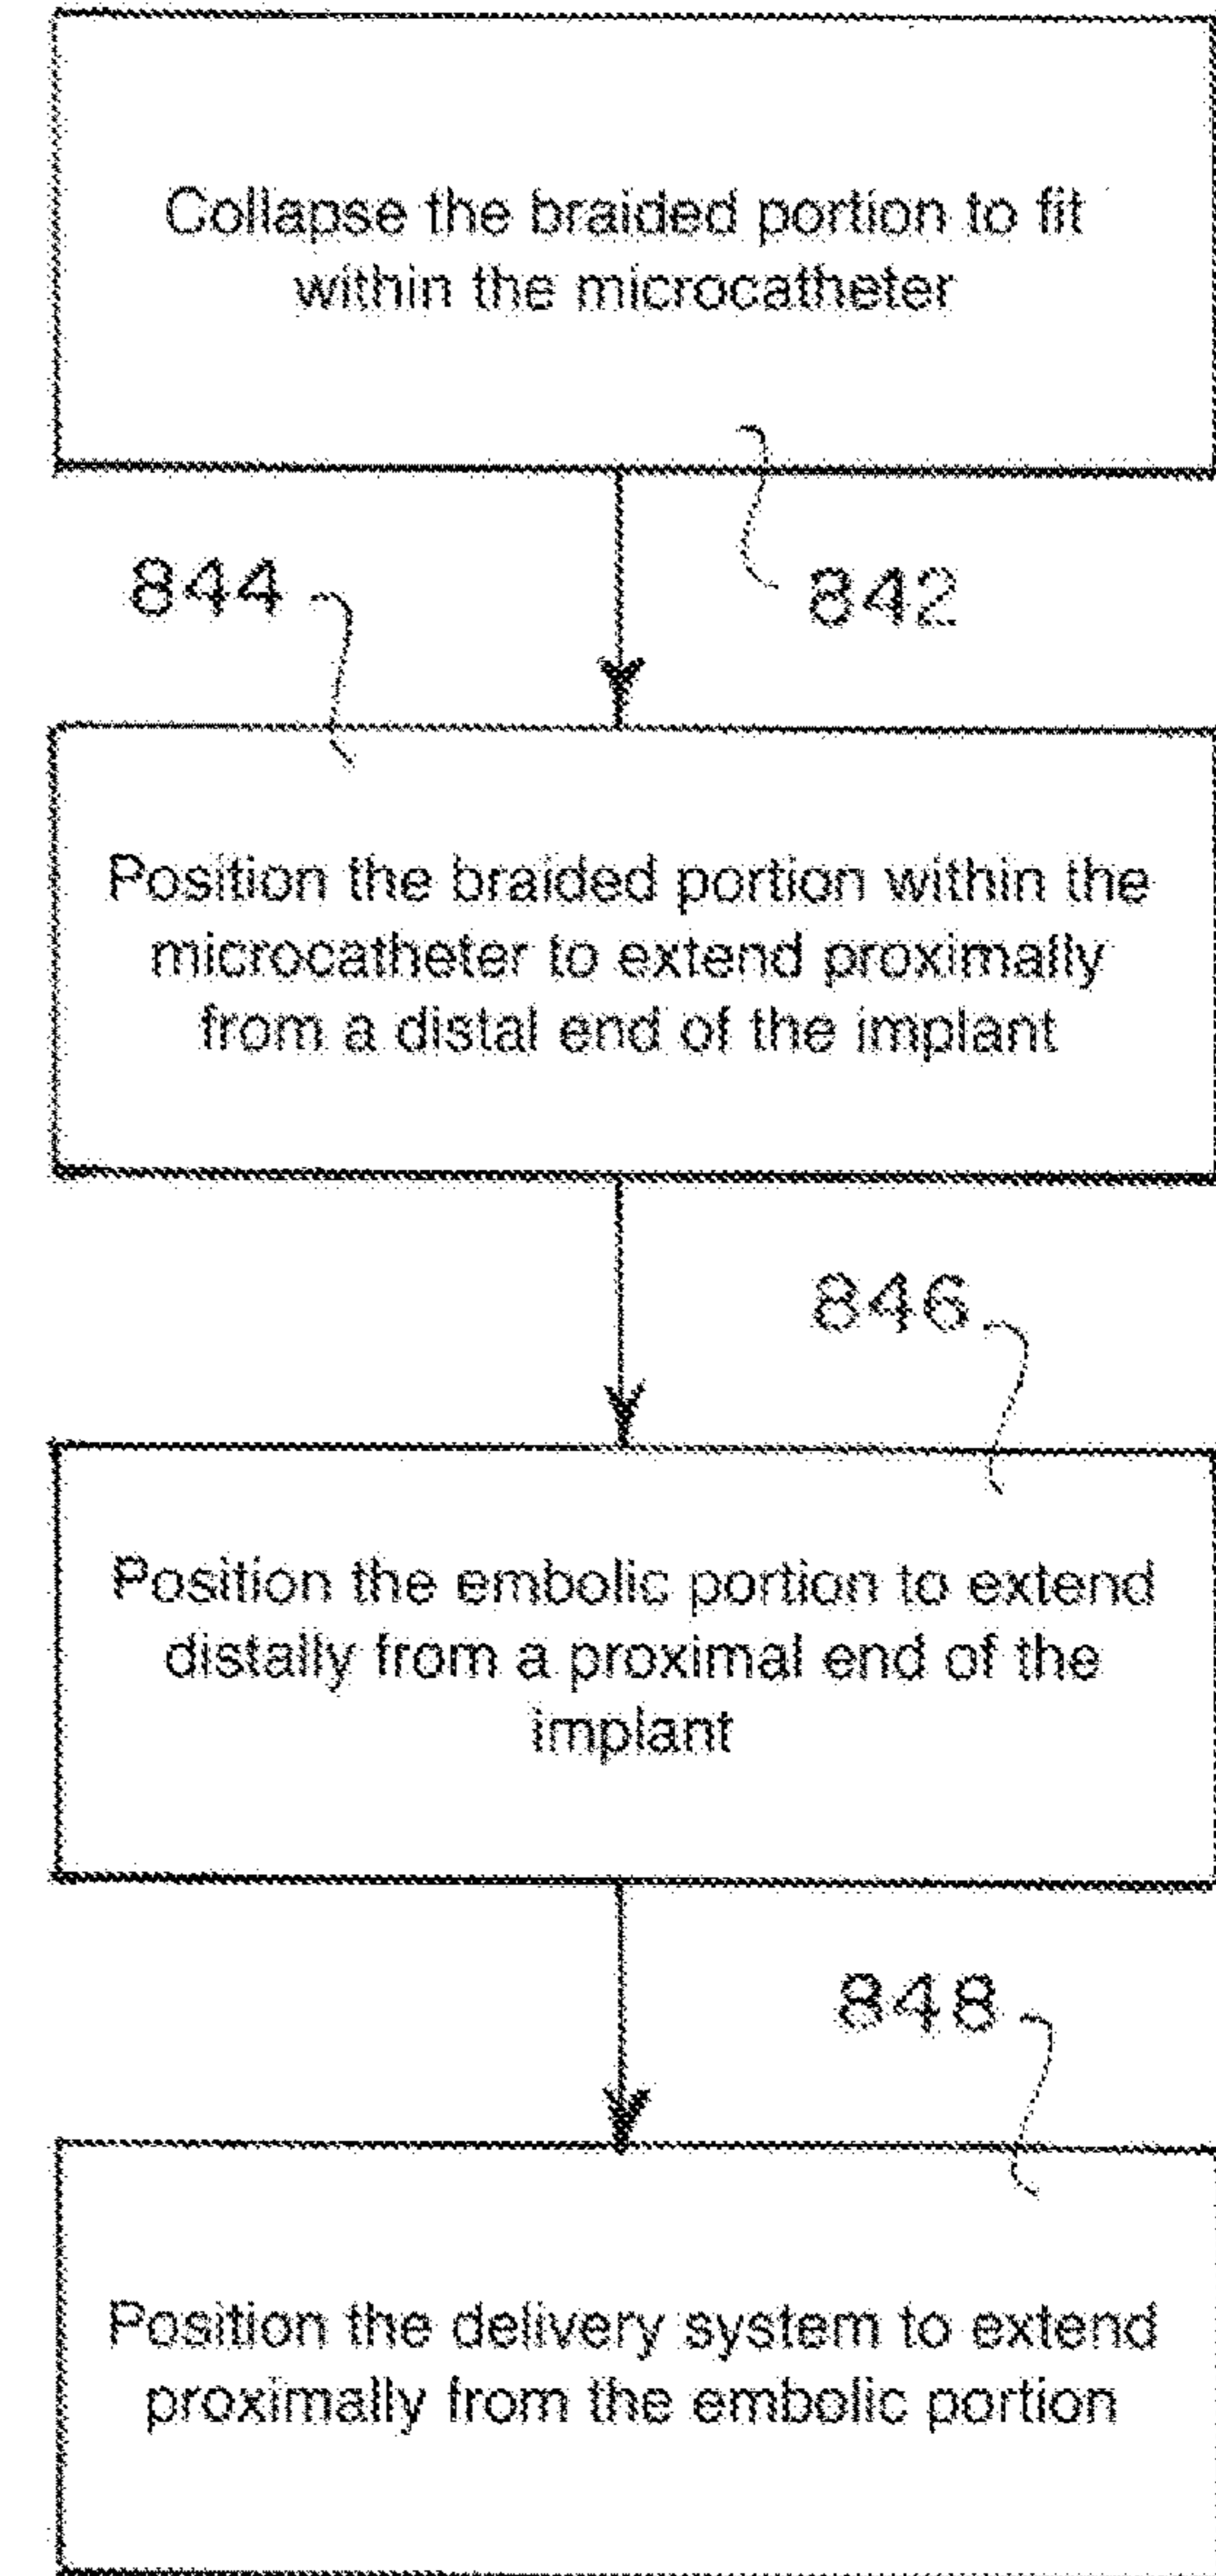 Collapse the braided portion to fit
within the microcatheter
842
844
Position the braided portion within the
microcatheter to extend proximally
from a distal end of the implant
846
Position the embolic portion to extend
distally from a proximal end of the
implant
848
Position the delivery system to extend
proximally from the embolic portion